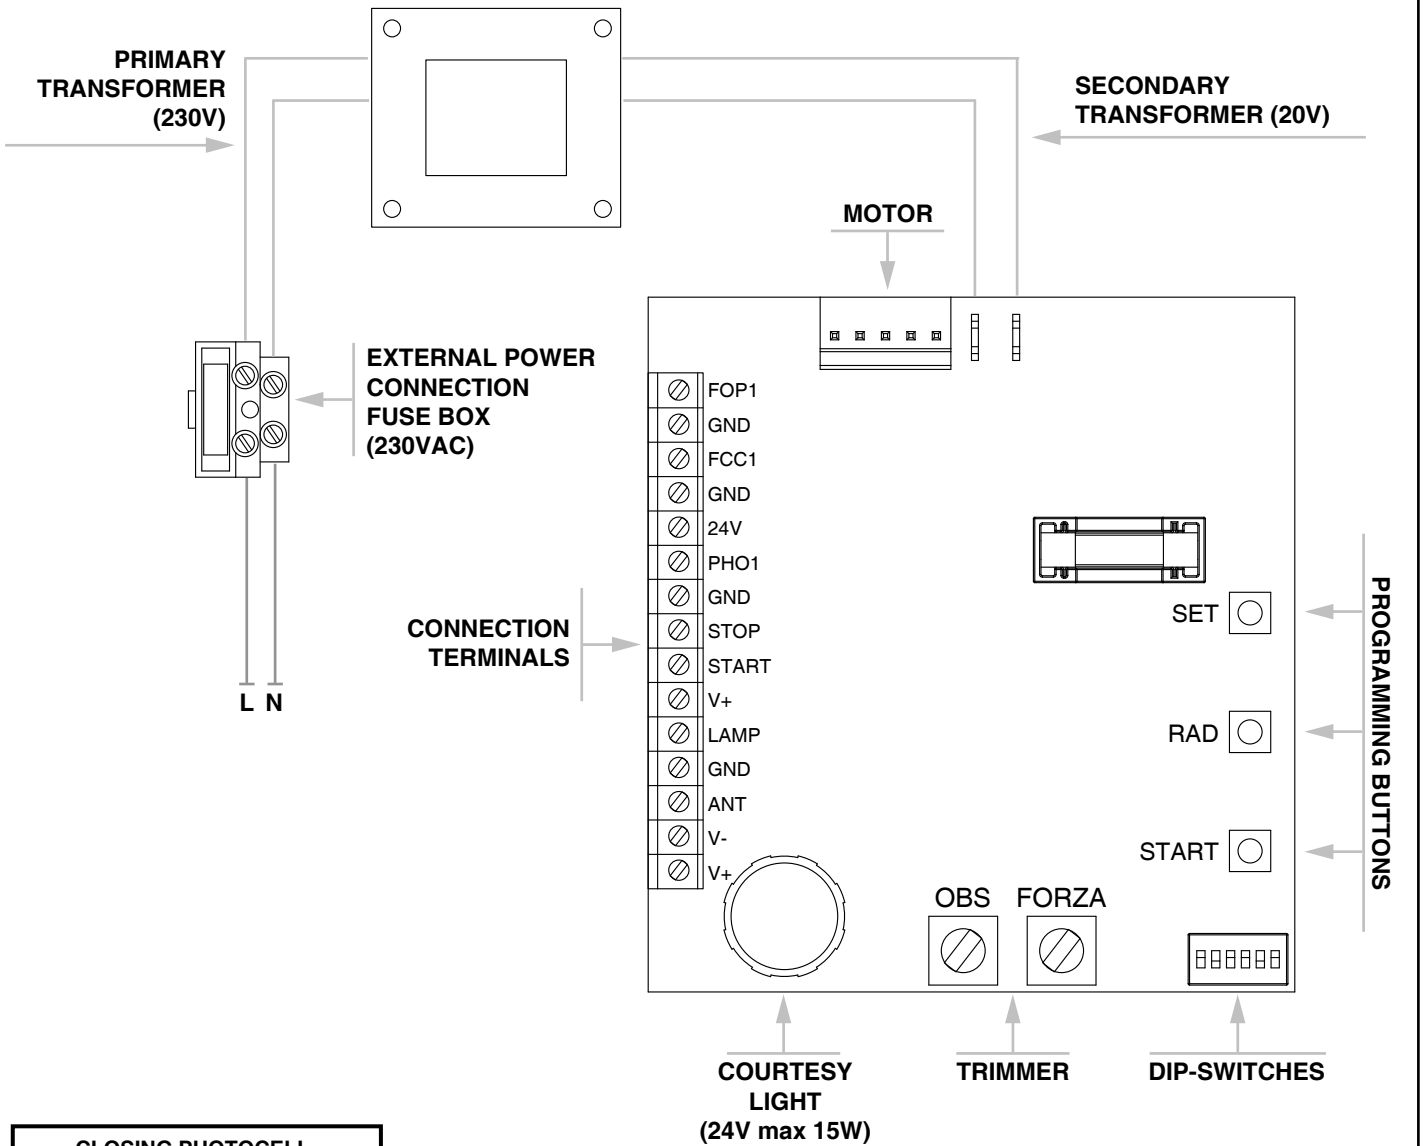 PRIMARY
TRANSFORMER
(230V)
SECONDARY
TRANSFORMER (20V)
MOTOR
EXTERNAL POWER
CONNECTION
FUSE BOX
(230VAC)
L N
CONNECTION
TERMINALS
FOP1
GND
FCC1
GND
24V
PHO1
GND
STOP
START
V+
LAMP
GND
ANT
V-
V+
SET
RAD
START
PROGRAMMING BUTTONS
OBS FORZA
COURTESY
LIGHT
(24V max 15W)
TRIMMER
DIP-SWITCHES
CLOSING PHOTOCELL